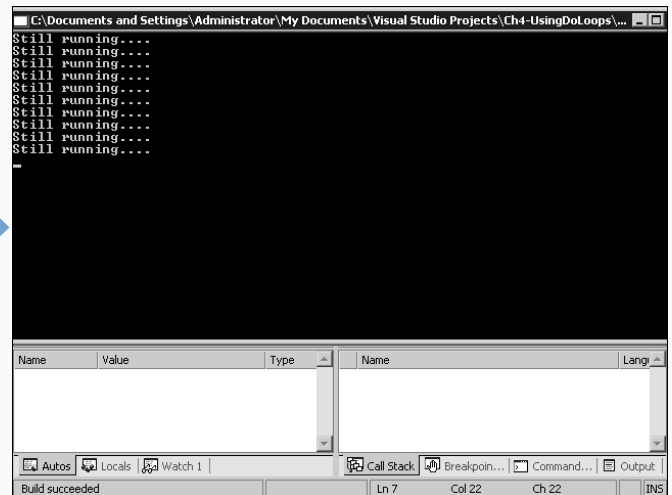 C:\Documents and Settings\Administrator\My Documents\Visual Studio Projects\Ch4-UsingDoLoops\...
Still running....
Still running....
Still running....
Still running....
Still running....
Still running....
Still running....
Still running....
Still running....
Still running....
Name Value Type Name
Autos Locals Watch 1 Call Stack Breakpoin... Command... Output
Build succeeded Ln 7 Col 22 Ch 22 INS